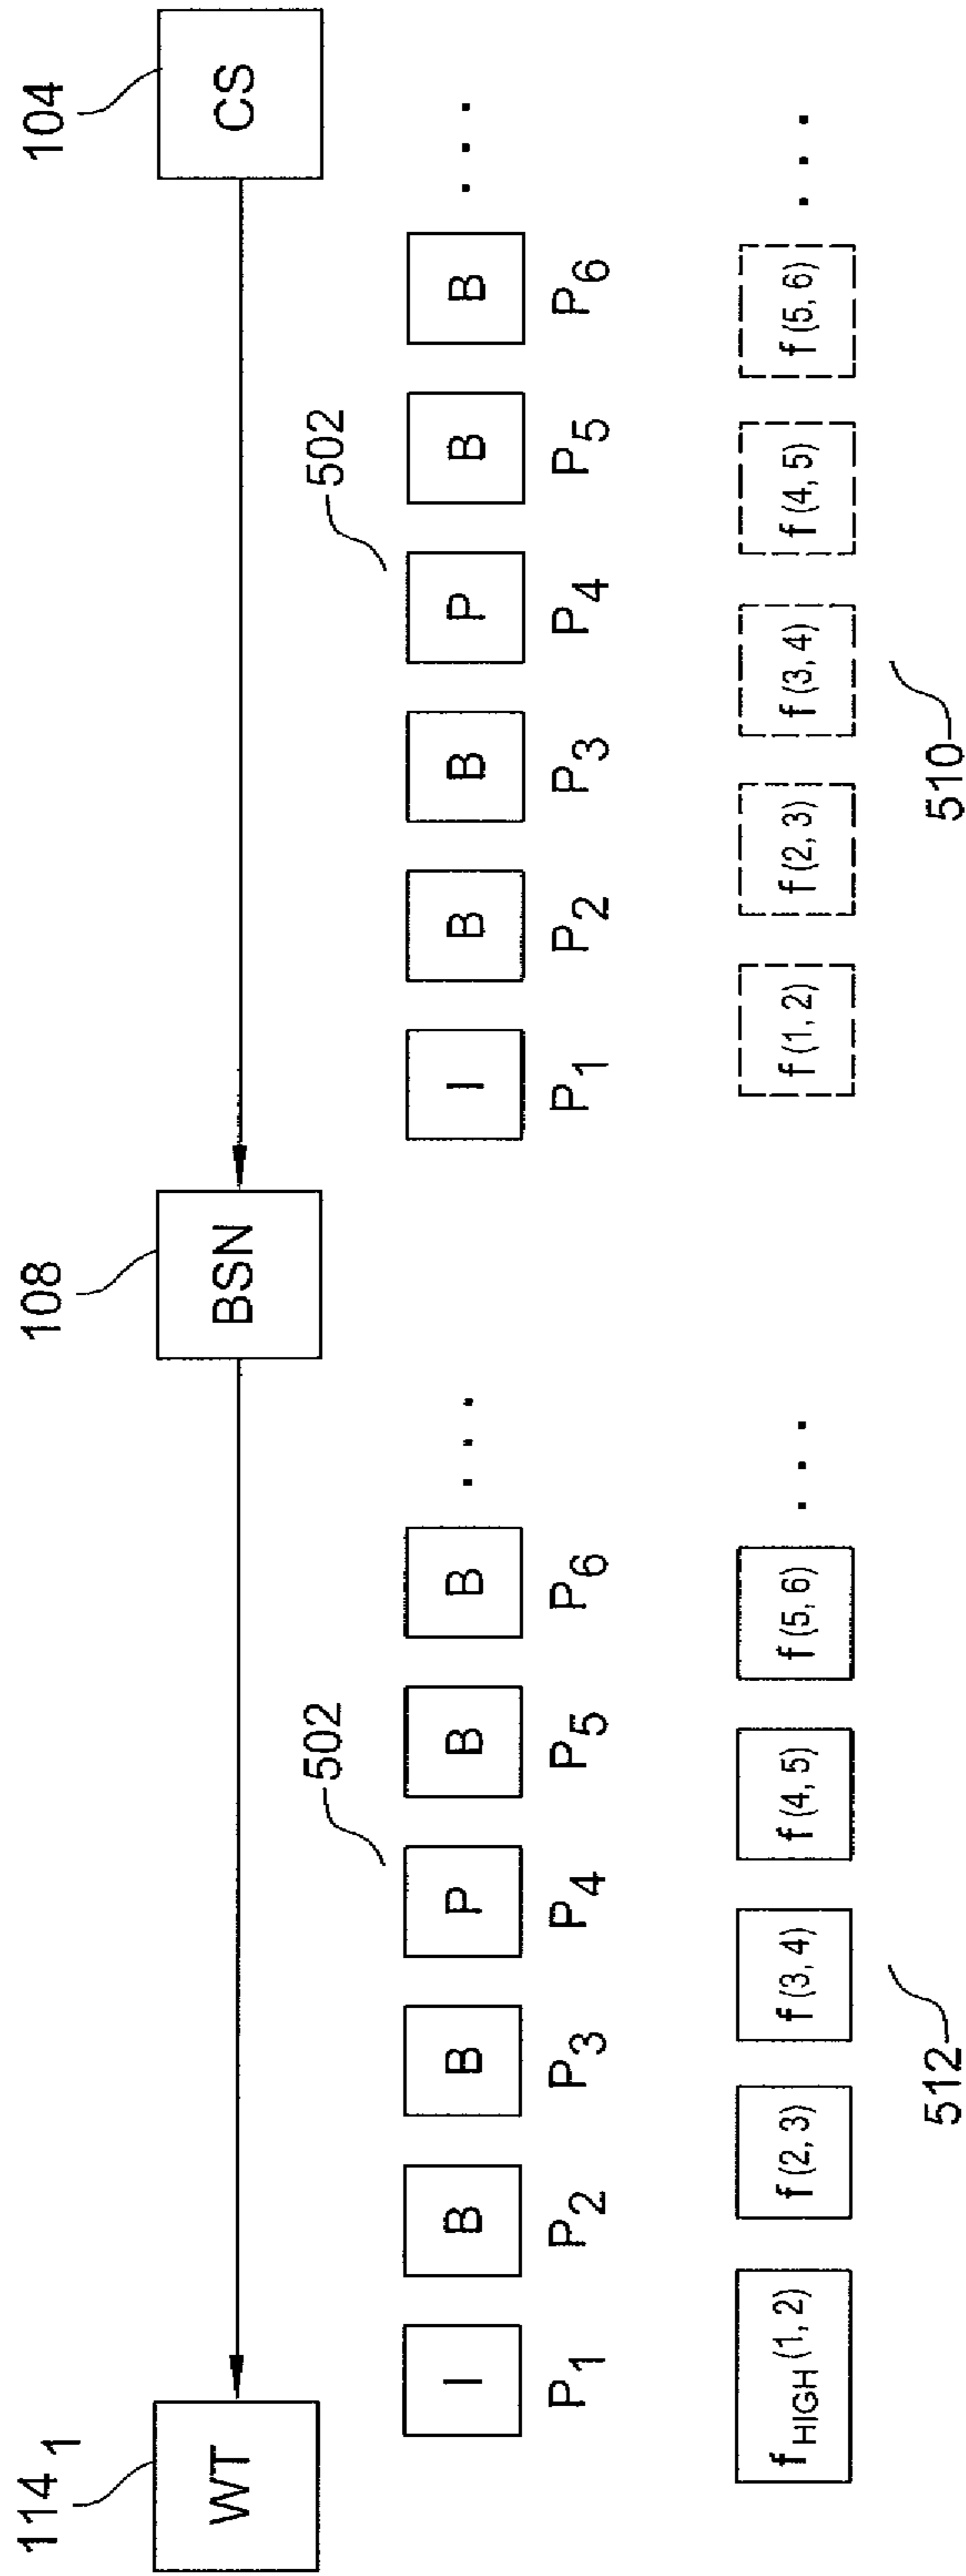 114 1 108 104
WT BSN CS
502 502
I B B P B B ... I B B P B B ...
P1 P2 P3 P4 P5 P6 P1 P2 P3 P4 P5 P6
fHIGH (1, 2) f (2, 3) f (3, 4) f (4, 5) f (5, 6) ... f (1, 2) f (2, 3) f (3, 4) f (4, 5) f (5, 6) ...
512 510